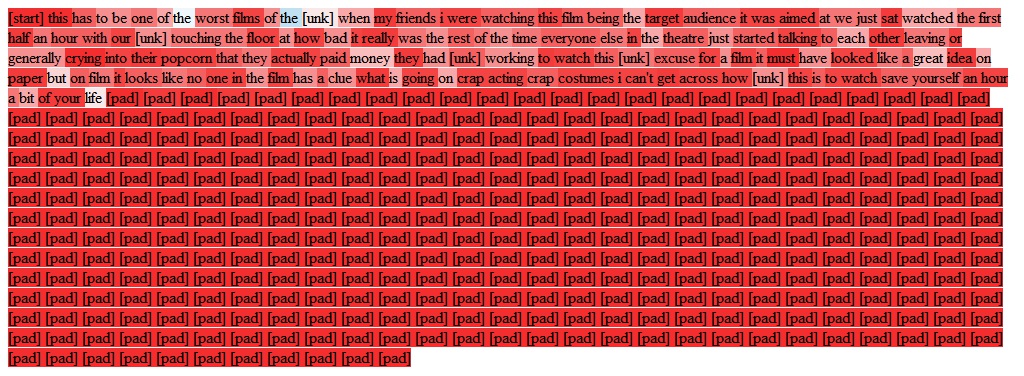 [start] this has to be one of the worst films of the [unk] when my friends i were watching this film being the target audience it was aimed at we just sat watched the first
half an hour with our [unk] touching the floor at how bad it really was the rest of the time everyone else in the theatre just started talking to each other leaving or
generally crying into their popcorn that they actually paid money they had [unk] working to watch this [unk] excuse for a film it must have looked like a great idea on
paper but on film it looks like no one in the film has a clue what is going on crap acting crap costumes i can't get across how [unk] this is to watch save yourself an hour
a bit of your life [pad] [pad] [pad] [pad] [pad] [pad] [pad] [pad] [pad] [pad] [pad] [pad] [pad] [pad] [pad] [pad] [pad] [pad] [pad] [pad] [pad] [pad] [pad] [pad]
[pad] [pad] [pad] [pad] [pad] [pad] [pad] [pad] [pad] [pad] [pad] [pad] [pad] [pad] [pad] [pad] [pad] [pad] [pad] [pad] [pad] [pad] [pad] [pad] [pad] [pad] [pad]
[pad] [pad] [pad] [pad] [pad] [pad] [pad] [pad] [pad] [pad] [pad] [pad] [pad] [pad] [pad] [pad] [pad] [pad] [pad] [pad] [pad] [pad] [pad] [pad] [pad] [pad] [pad]
[pad] [pad] [pad] [pad] [pad] [pad] [pad] [pad] [pad] [pad] [pad] [pad] [pad] [pad] [pad] [pad] [pad] [pad] [pad] [pad] [pad] [pad] [pad] [pad] [pad] [pad] [pad]
[pad] [pad] [pad] [pad] [pad] [pad] [pad] [pad] [pad] [pad] [pad] [pad] [pad] [pad] [pad] [pad] [pad] [pad] [pad] [pad] [pad] [pad] [pad] [pad] [pad] [pad] [pad]
[pad] [pad] [pad] [pad] [pad] [pad] [pad] [pad] [pad] [pad] [pad] [pad] [pad] [pad] [pad] [pad] [pad] [pad] [pad] [pad] [pad] [pad] [pad] [pad] [pad] [pad] [pad]
[pad] [pad] [pad] [pad] [pad] [pad] [pad] [pad] [pad] [pad] [pad] [pad] [pad] [pad] [pad] [pad] [pad] [pad] [pad] [pad] [pad] [pad] [pad] [pad] [pad] [pad] [pad]
[pad] [pad] [pad] [pad] [pad] [pad] [pad] [pad] [pad] [pad] [pad] [pad] [pad] [pad] [pad] [pad] [pad] [pad] [pad] [pad] [pad] [pad] [pad] [pad] [pad] [pad] [pad]
[pad] [pad] [pad] [pad] [pad] [pad] [pad] [pad] [pad] [pad] [pad] [pad] [pad] [pad] [pad] [pad] [pad] [pad] [pad] [pad] [pad] [pad] [pad] [pad] [pad] [pad] [pad]
[pad] [pad] [pad] [pad] [pad] [pad] [pad] [pad] [pad] [pad] [pad] [pad] [pad] [pad] [pad] [pad] [pad] [pad] [pad] [pad] [pad] [pad] [pad] [pad] [pad] [pad] [pad]
[pad] [pad] [pad] [pad] [pad] [pad] [pad] [pad] [pad] [pad] [pad] [pad] [pad] [pad] [pad] [pad] [pad] [pad] [pad] [pad] [pad] [pad] [pad] [pad] [pad] [pad] [pad]
[pad] [pad] [pad] [pad] [pad] [pad] [pad] [pad] [pad] [pad] [pad] [pad] [pad] [pad] [pad] [pad] [pad] [pad] [pad] [pad] [pad] [pad] [pad] [pad] [pad] [pad] [pad]
[pad] [pad] [pad] [pad] [pad] [pad] [pad] [pad] [pad] [pad] [pad] [pad] [pad] [pad] [pad] [pad] [pad] [pad] [pad] [pad] [pad] [pad] [pad] [pad] [pad] [pad] [pad]
[pad] [pad] [pad] [pad] [pad] [pad] [pad] [pad] [pad] [pad] [pad]